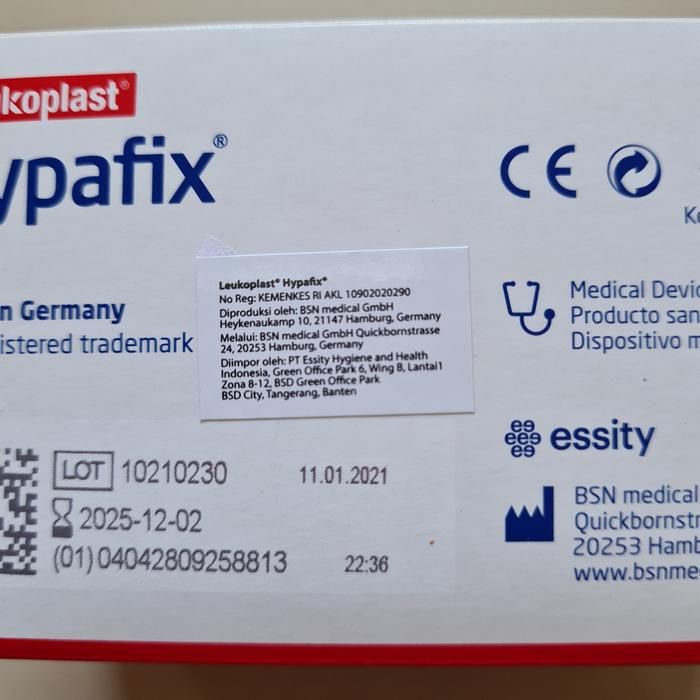 koplast®
ypafix®
CE
n Germany
istered trademark
Leukoplast® Hypafix®
No Reg: KEMENKES RI AKL 10902020290
Diproduksi oleh: BSN medical GmbH
Heykenaukamp 10, 21147 Hamburg, Germany
Melalui: BSN medical GmbH Quickbornstrasse
24, 20253 Hamburg, Germany
Diimpor oleh: PT Essity Hygiene and Health
Indonesia, Green Office Park 6, Wing B, Lantai1
Zona 8-12, BSD Green Office Park
BSD City, Tangerang, Banten
Ke
Medical Devic
Producto san
Dispositivo m
essity
LOT 10210230 11.01.2021
2025-12-02
(01)04042809258813 22:36
BSN medical
Quickbornstr
20253 Hamb
www.bsnme